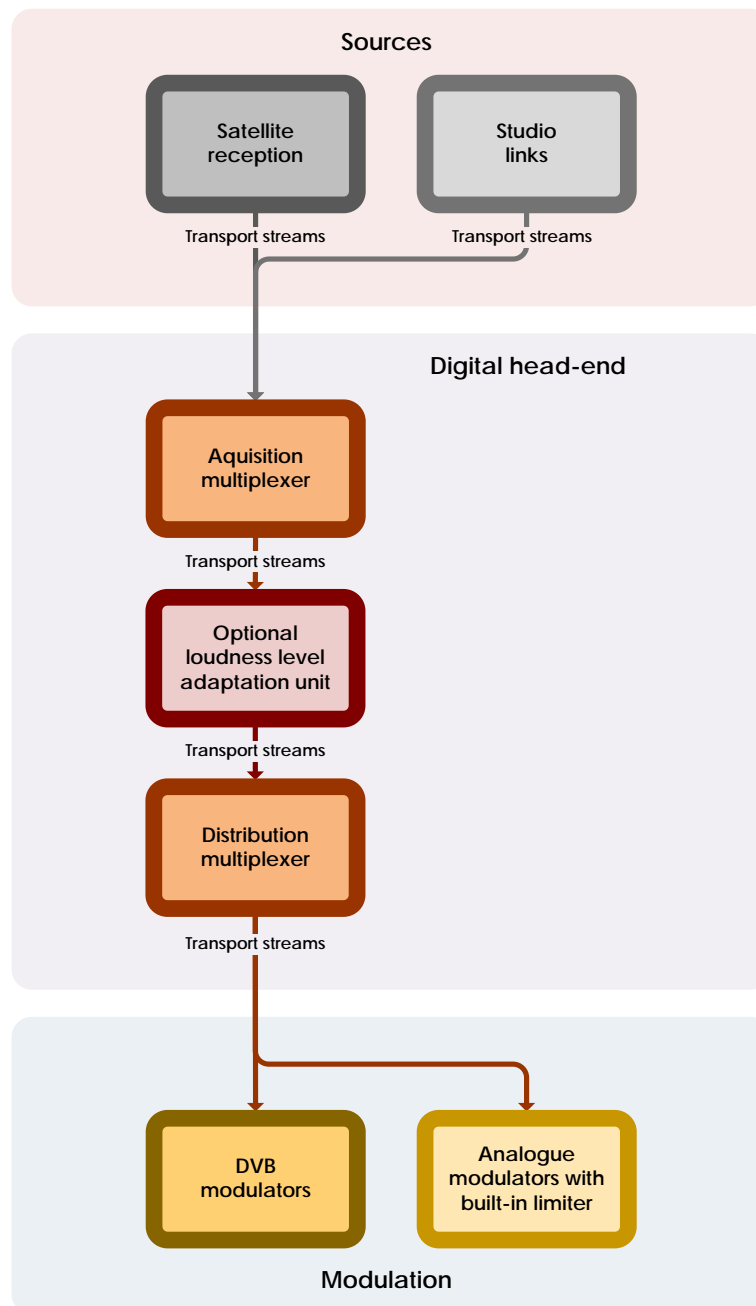 Sources
Satellite
reception
Studio
links
Transport streams
Transport streams
Digital head-end
Aquisition
multiplexer
Transport streams
Optional
loudness level
adaptation unit
Transport streams
Distribution
multiplexer
Transport streams
DVB
modulators
Analogue
modulators with
built-in limiter
Modulation